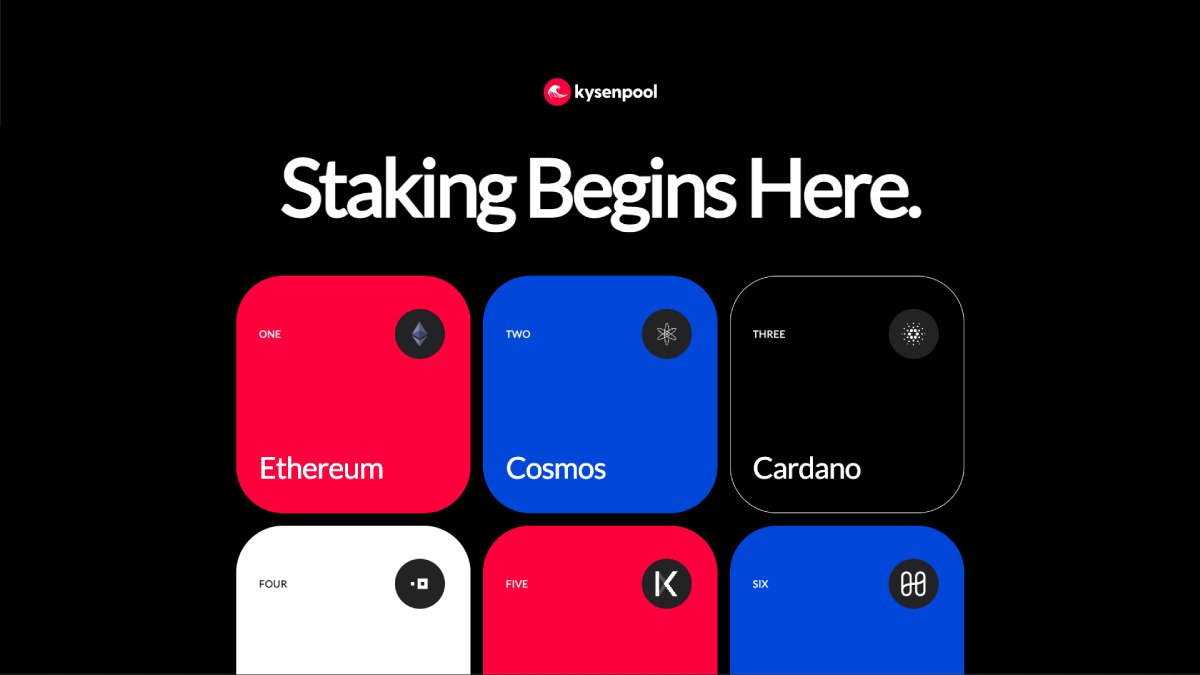 kysenpool
Staking Begins Here.
ONE
TWO
THREE
Ethereum
Cosmos
Cardano
FOUR
FIVE
SIX